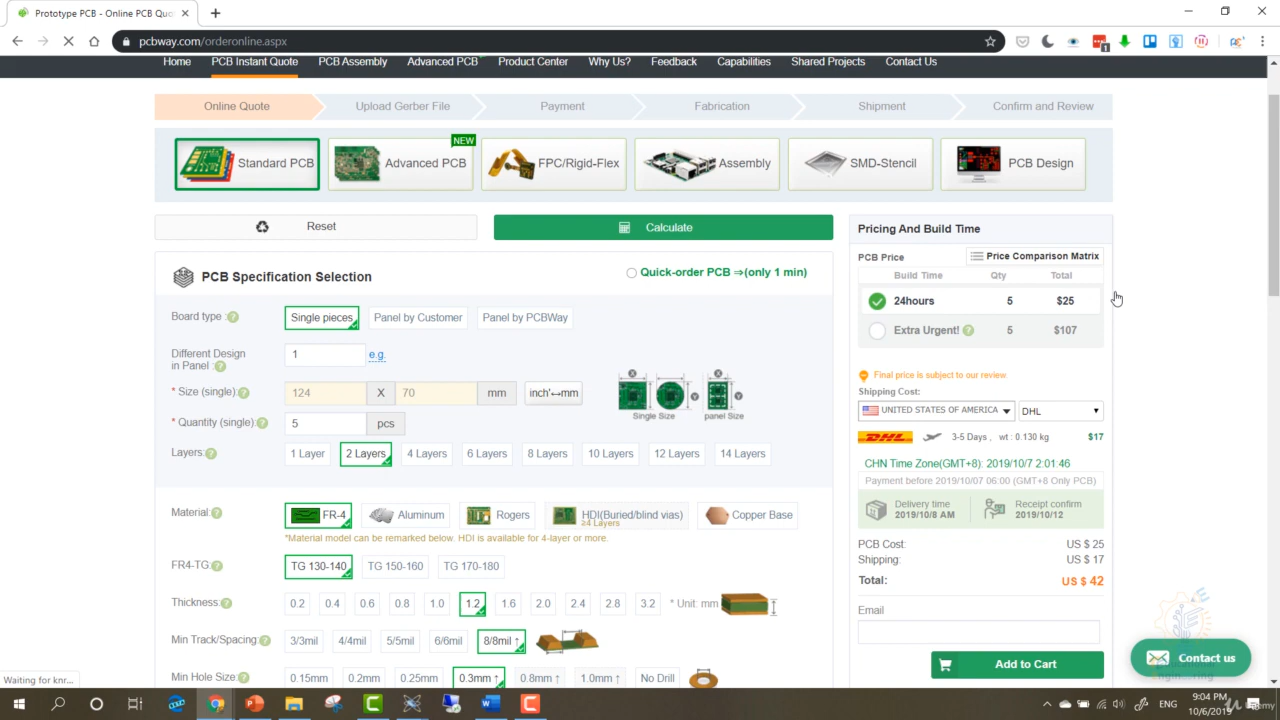 Prototype PCB - Online PCB Quo
pcbway.com/orderonline.aspx
1
Home PCB Instant Quote PCB Assembly Advanced PCB Product Center Why Us? Feedback Capabilities Shared Projects Contact Us
Online Quote Upload Gerber File Payment Fabrication Shipment Confirm and Review
NEW
Standard PCB Advanced PCB FPC/Rigid-Flex Assembly SMD-Stencil PCB Design
Reset Calculate
Pricing And Build Time
PCB Price Price Comparison Matrix
Build Time Qty Total
24hours 5 $25
Extra Urgent! ? 5 $107
Final price is subject to our review
Shipping Cost:
UNITED STATES OF AMERICA DHL
DHL 3-5 Days , wt : 0.130 kg $17
CHN Time Zone(GMT+8): 2019/10/7 2:01:46
Payment before 2019/10/07 06:00 (GMT+8 Only PCB)
Delivery time Receipt confirm
2019/10/8 AM 2019/10/12
PCB Cost: US $ 25
Shipping: US $ 17
Total: US $ 42
Email
Add to Cart
Contact us
PCB Specification Selection
Quick-order PCB ⇒(only 1 min)
Board type :? Single pieces Panel by Customer Panel by PCBWay
Different Design
in Panel :? 1 e.g.
* Size (single):? 124 X 70 mm inch'↔mm
X Y X Y
Single Size panel Size
* Quantity (single):? 5 pcs
Layers:? 1 Layer 2 Layers 4 Layers 6 Layers 8 Layers 10 Layers 12 Layers 14 Layers
Material:? FR-4 Aluminum Rogers HDI(Buried/blind vias) Copper Base
≥4 Layers
*Material model can be remarked below. HDI is available for 4-layer or more.
FR4-TG:? TG 130-140 TG 150-160 TG 170-180
Thickness:? 0.2 0.4 0.6 0.8 1.0 1.2 1.6 2.0 2.4 2.8 3.2 * Unit: mm
Min Track/Spacing:? 3/3mil 4/4mil 5/5mil 6/6mil 8/8mil ↑
Min Hole Size:? 0.15mm 0.2mm 0.25mm 0.3mm ↑ 0.8mm ↑ 1.0mm ↑ No Drill
Waiting for knr...
ENG
9:04 PM
10/6/2019
Udemy